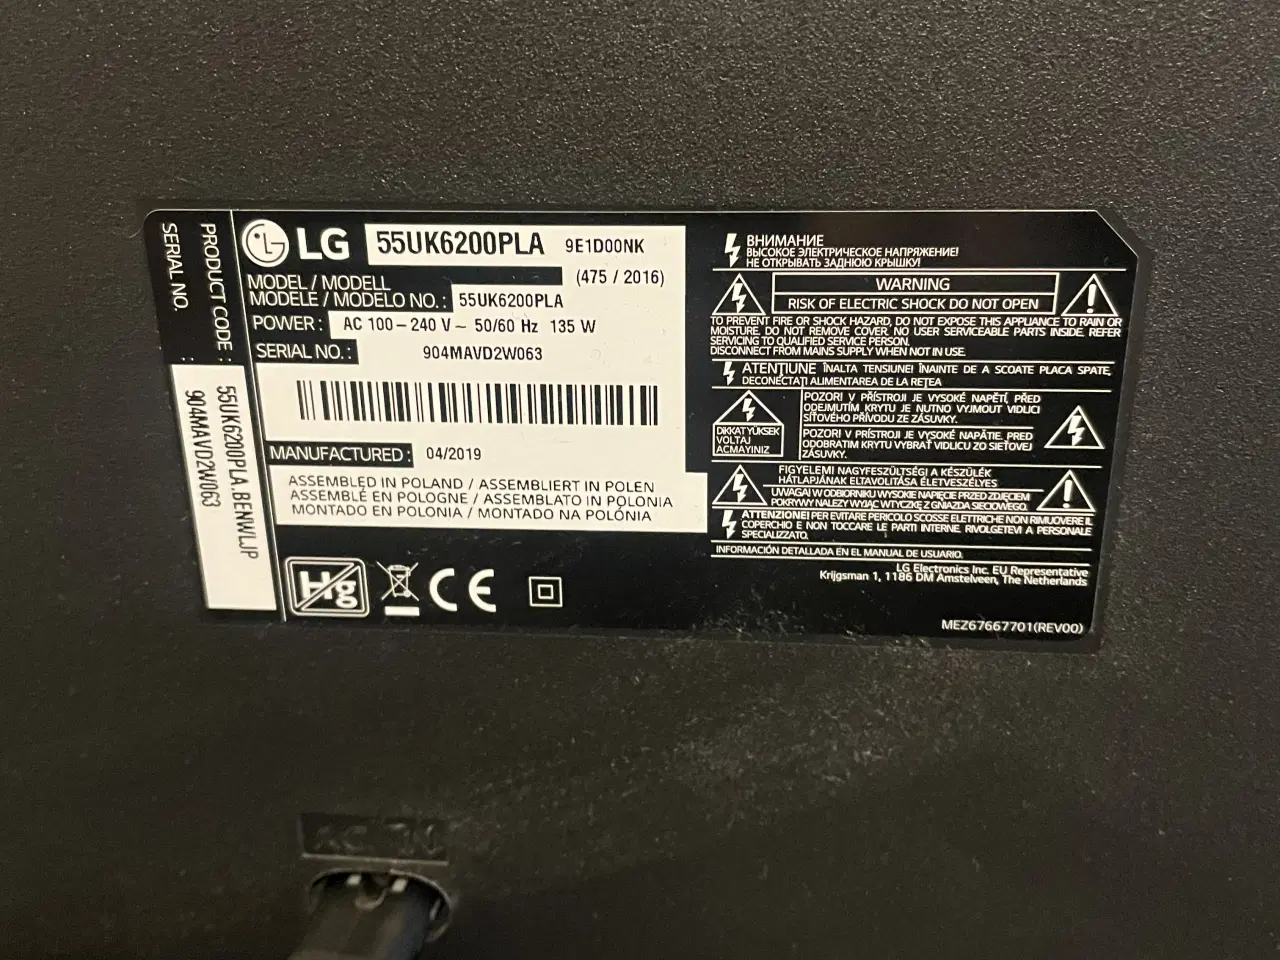 PRODUCT CODE :
SERIAL NO. :
55UK6200PLA.BENWLJP
904MAVD2W063
LG 55UK6200PLA 9E1D00NK
MODEL / MODELL (475 / 2016)
MODELE / MODELO NO. : 55UK6200PLA
POWER : AC 100 – 240 V ~ 50/60 Hz 135 W
SERIAL NO. : 904MAVD2W063
MANUFACTURED : 04/2019
ASSEMBLED IN POLAND / ASSEMBLIERT IN POLEN
ASSEMBLÉ EN POLOGNE / ASSEMBLATO IN POLONIA
MONTADO EN POLONIA / MONTADO NA POLÓNIA
Hg
CE
ВНИМАНИЕ
ВЫСОКОЕ ЭЛЕКТРИЧЕСКОЕ НАПРЯЖЕНИЕ!
НЕ ОТКРЫВАТЬ ЗАДНЮЮ КРЫШКУ!
WARNING
RISK OF ELECTRIC SHOCK DO NOT OPEN
TO PREVENT FIRE OR SHOCK HAZARD, DO NOT EXPOSE THIS APPLIANCE TO RAIN OR
MOISTURE. DO NOT REMOVE COVER. NO USER SERVICEABLE PARTS INSIDE. REFER
SERVICING TO QUALIFIED SERVICE PERSON.
DISCONNECT FROM MAINS SUPPLY WHEN NOT IN USE.
ATENȚIUNE ÎNALTA TENSIUNE! ÎNAINTE DE A SCOATE PLACA SPATE,
DECONECTAȚI ALIMENTAREA DE LA REȚEA
DIKKAT YÜKSEK
VOLTAJ
AÇMAYINIZ
POZOR! V PŘÍSTROJI JE VYSOKÉ NAPĚTÍ, PŘED
ODEJMUTÍM KRYTU JE NUTNO VYJMOUT VIDLICI
SÍŤOVÉHO PŘÍVODU ZE ZÁSUVKY.
POZOR! V PRÍSTROJI JE VYSOKÉ NAPÄTIE. PRED
ODOBRATIM KRYTU VYBRAŤ VIDLICU ZO SIEŤOVEJ
ZÁSUVKY.
FIGYELEM! NAGYFESZÜLTSÉG! A KÉSZÜLÉK
HÁTLAPJÁNAK ELTÁVOLÍTÁSA ÉLETVESZÉLYES
UWAGA! W ODBIORNIKU WYSOKIE NAPIĘCIE PRZED ZDJĘCIEM
POKRYWY NALEŻY WYJĄĆ WTYCZKĘ Z GNIAZDA SIECIOWEGO.
ATTENZIONE! PER EVITARE PERICOLO SCOSSE ELETTRICHE NON RIMUOVERE IL
COPERCHIO E NON TOCCARE LE PARTI INTERNE. RIVOLGETEVI A PERSONALE
SPECIALIZZATO.
INFORMACIÓN DETALLADA EN EL MANUAL DE USUARIO.
LG Electronics Inc. EU Representative
Krijgsman 1, 1186 DM Amstelveen, The Netherlands
MEZ67667701(REV00)
AC IN